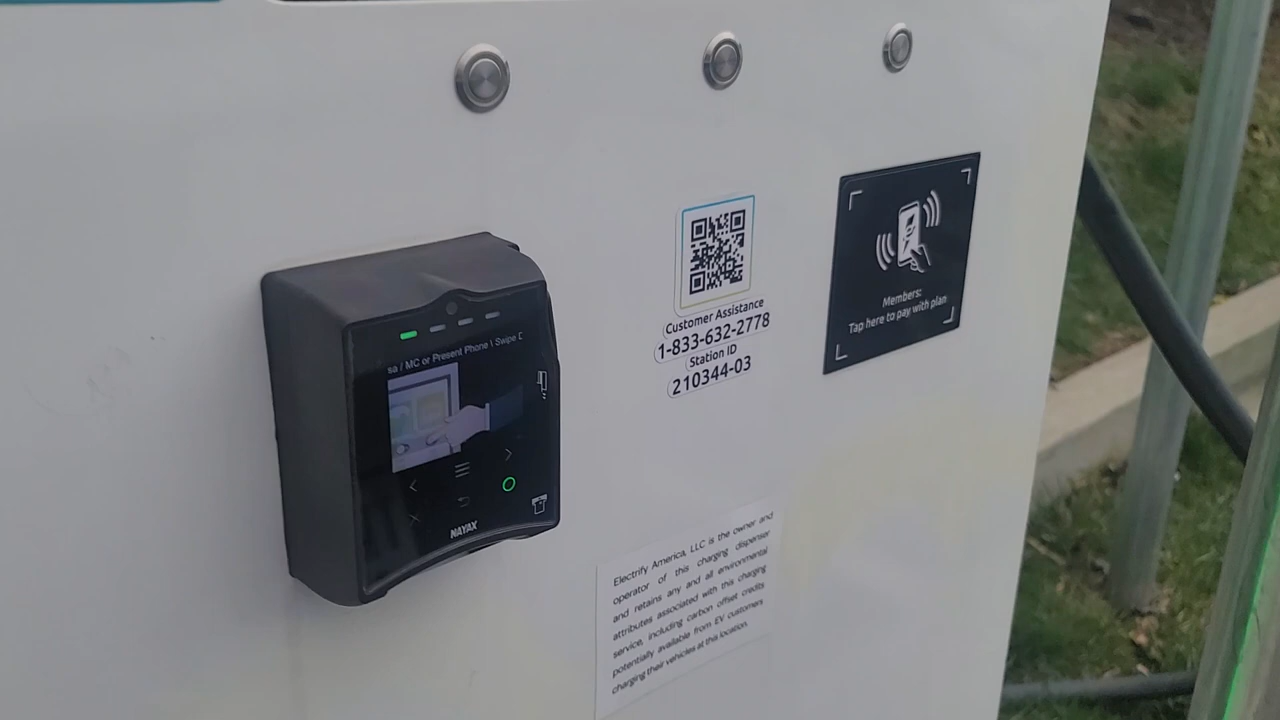 sa / MC or Present Phone \ Swipe
NAYAX
Customer Assistance
1-833-632-2778
Station ID
210344-03
Members:
Tap here to pay with plan
Electrify America, LLC is the owner and
operator of this charging dispenser
and retains any and all environmental
attributes associated with this charging
service, including carbon offset credits
potentially available from EV customers
charging their vehicles at this location.